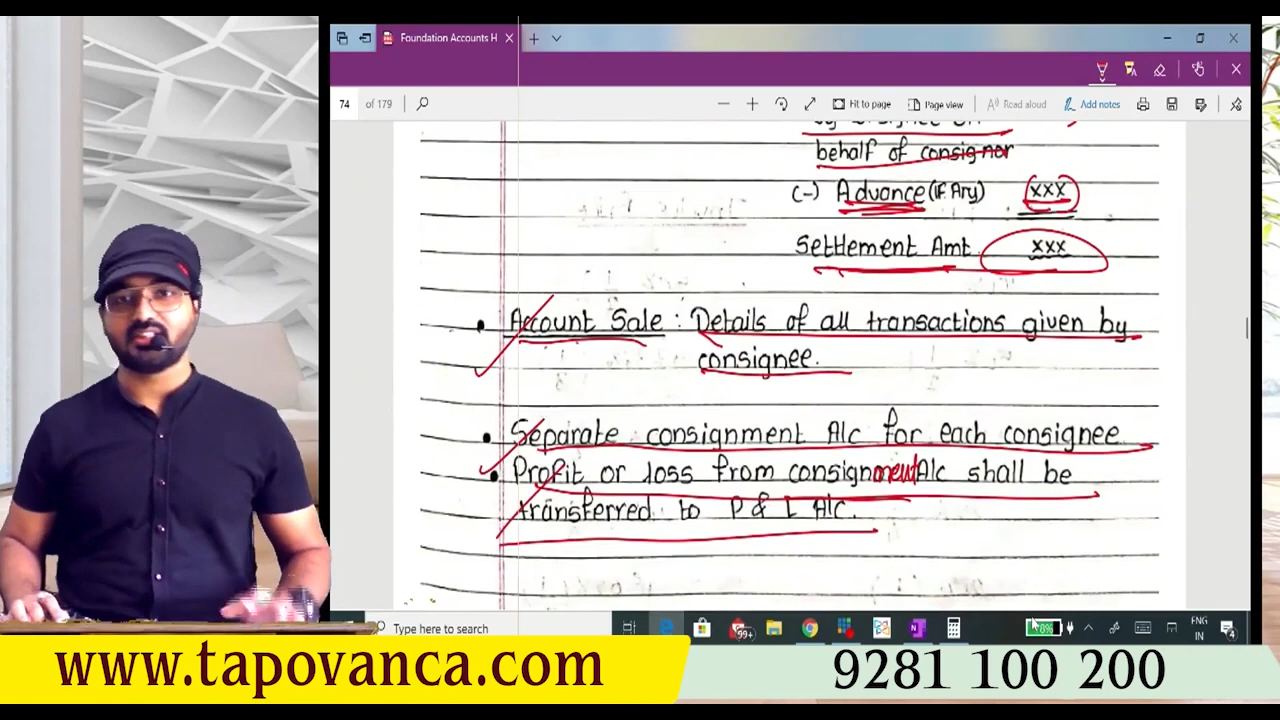 Foundation Accounts H
74 of 179
Fit to page
Page view
Read aloud
Add notes
behalf of consignor
(-) Advance (if Any) xxx
Settlement Amt. xxx
• Account Sale : Details of all transactions given by
consignee.
• Separate consignment A/c for each consignee
• Profit or loss from consignment A/c shall be
transferred to P & L A/c.
Type here to search
99+
ENG
IN
4
www.tapovanca.com
9281 100 200